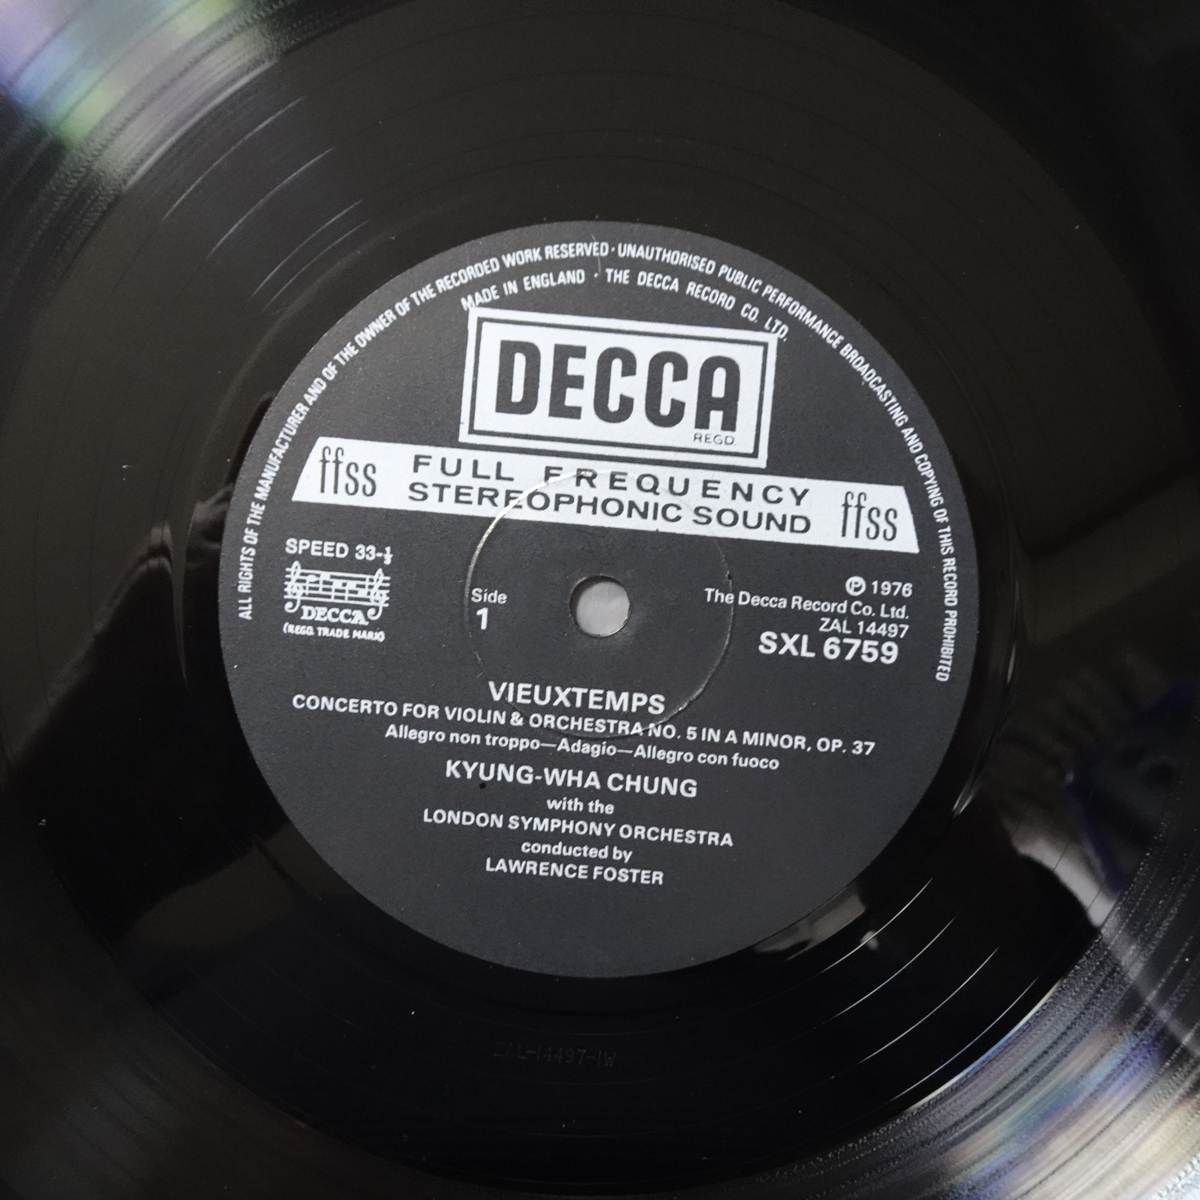 ALL RIGHTS OF THE MANUFACTURER AND OF THE OWNER OF THE RECORDED WORK RESERVED · UNAUTHORISED PUBLIC PERFORMANCE BROADCASTING AND COPYING OF THIS RECORD PROHIBITED
MADE IN ENGLAND · THE DECCA RECORD CO. LTD.
DECCA
REGD.
ffss
FULL FREQUENCY
STEREOPHONIC SOUND
ffss
SPEED 33-⅓
DECCA
(REGD. TRADE MARK)
Side
1
℗ 1976
The Decca Record Co. Ltd.
ZAL 14497
SXL 6759
VIEUXTEMPS
CONCERTO FOR VIOLIN & ORCHESTRA NO. 5 IN A MINOR, OP. 37
Allegro non troppo—Adagio—Allegro con fuoco
KYUNG-WHA CHUNG
with the
LONDON SYMPHONY ORCHESTRA
conducted by
LAWRENCE FOSTER
ZAL-14497-1W